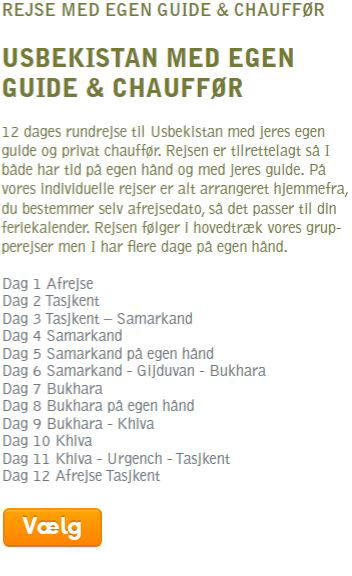 REJSE MED EGEN GUIDE & CHAUFFØR
USBEKISTAN MED EGEN
GUIDE & CHAUFFØR
12 dages rundrejse til Usbekistan med jeres egen
guide og privat chauffør. Rejsen er tilrettelagt så I
både har tid på egen hånd og med jeres guide. På
vores individuelle rejser er alt arrangeret hjemmefra,
du bestemmer selv afrejsedato, så det passer til din
feriekalender. Rejsen følger i hovedtræk vores grup-
perejser men I har flere dage på egen hånd.
Dag 1 Afrejse
Dag 2 Tasjkent
Dag 3 Tasjkent – Samarkand
Dag 4 Samarkand
Dag 5 Samarkand på egen hånd
Dag 6 Samarkand - Gijduvan - Bukhara
Dag 7 Bukhara
Dag 8 Bukhara på egen hånd
Dag 9 Bukhara - Khiva
Dag 10 Khiva
Dag 11 Khiva - Urgench - Tasjkent
Dag 12 Afrejse Tasjkent
Vælg